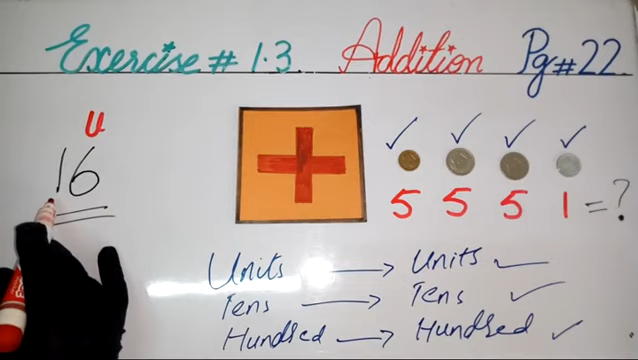 Exercise # 1.3 Addition Pg#22
U
16
5 5 5 1 = ?
Units → Units ✓
Tens → Tens ✓
Hundred → Hundred ✓